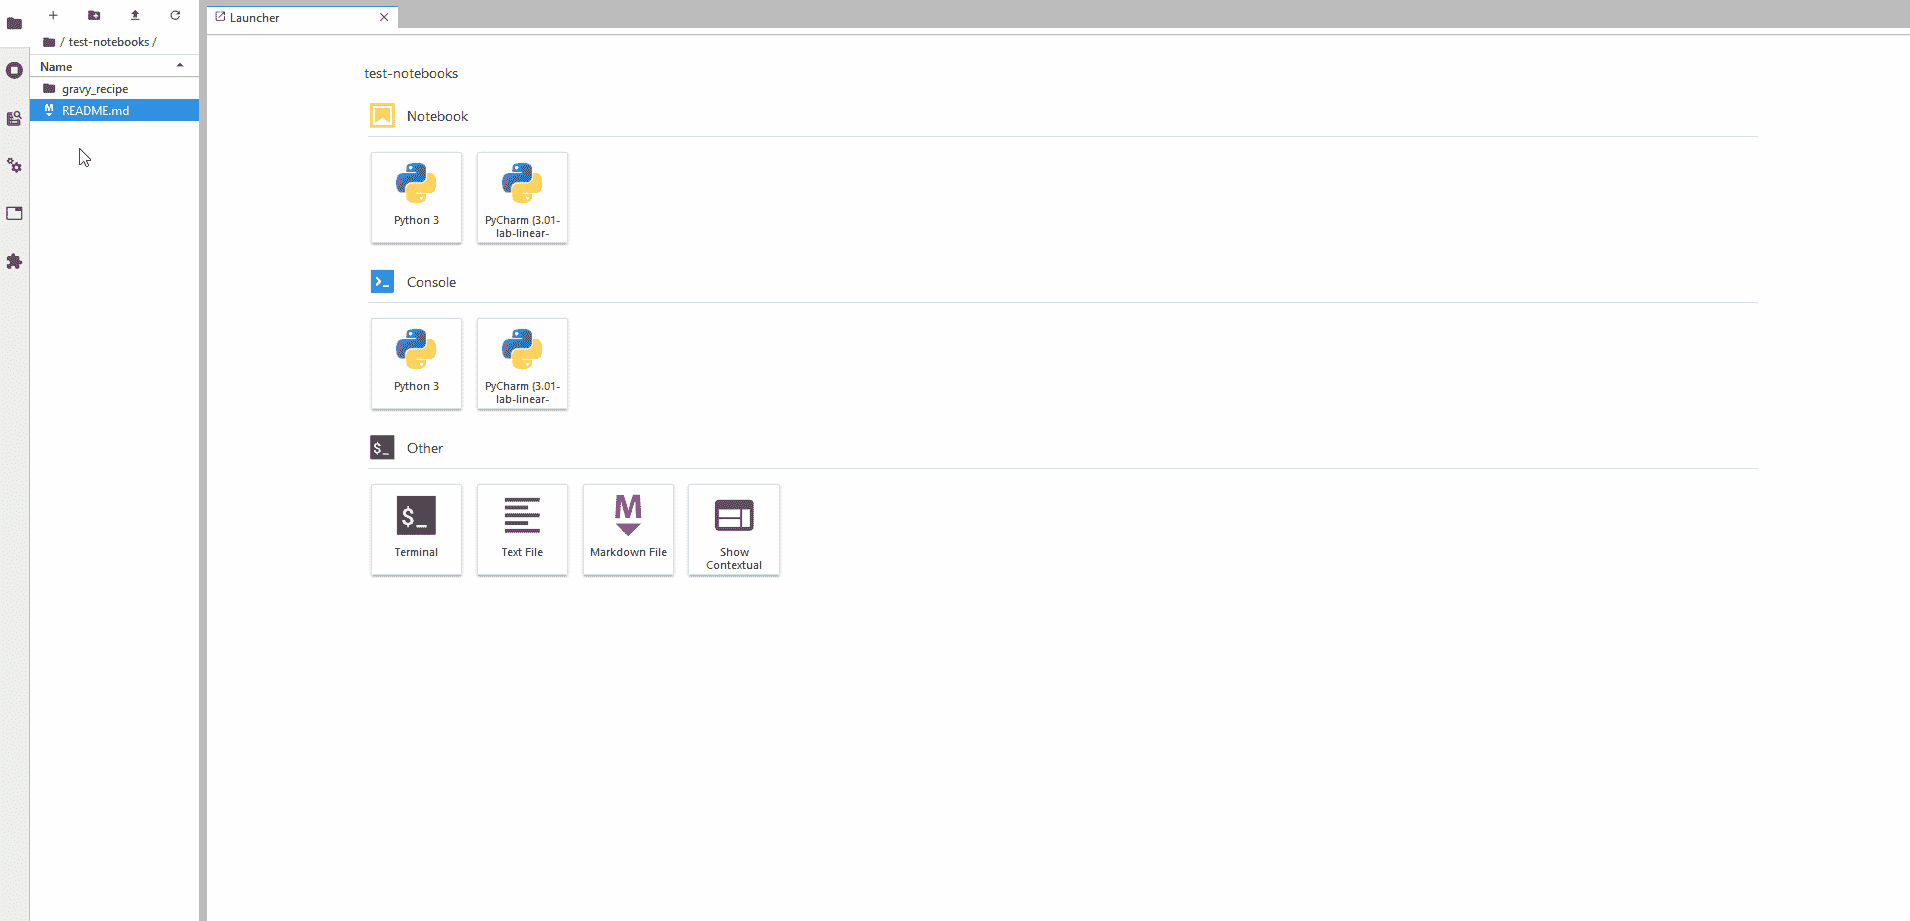 Launcher
/ test-notebooks /
Name
gravy_recipe
README.md
test-notebooks
Notebook
Python 3
PyCharm (3.01-
lab-linear-
Console
Python 3
PyCharm (3.01-
lab-linear-
$_ Other
$_
Terminal
Text File
M
Markdown File
Show
Contextual